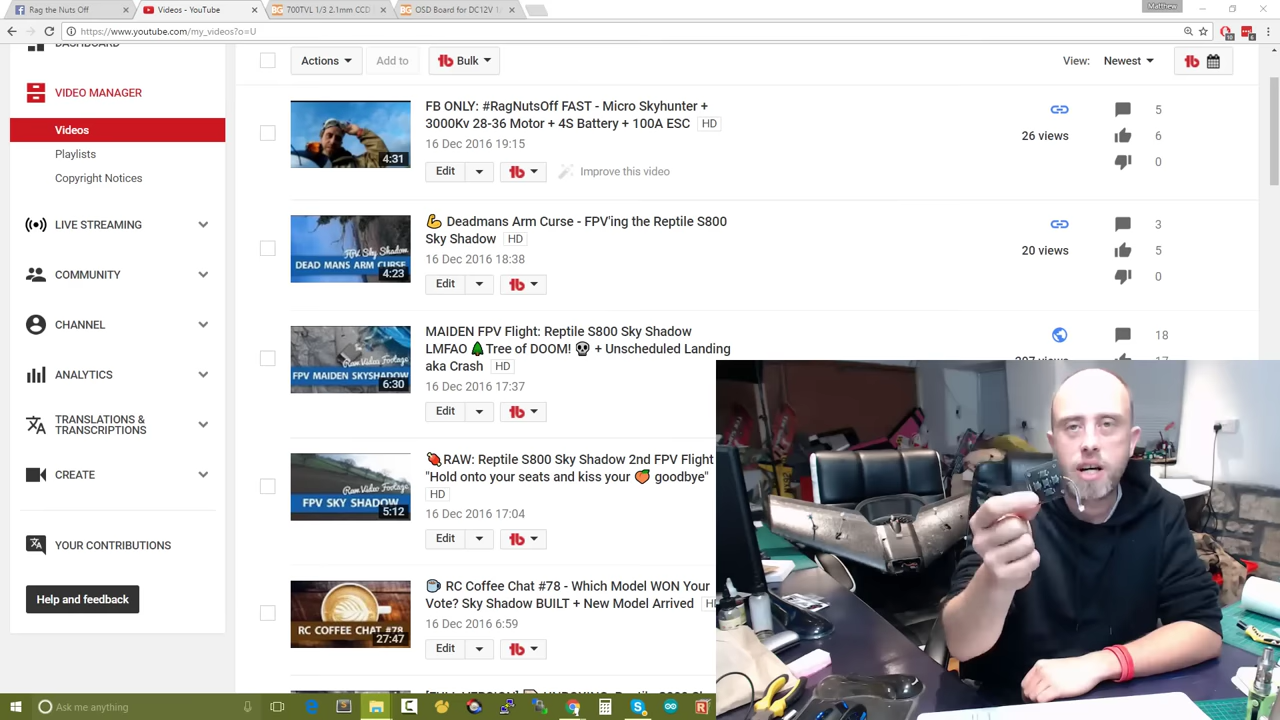 Rag the Nuts Off
Videos - YouTube
700TVL 1/3 2.1mm CCD
OSD Board for DC12V 1/
Matthew
https://www.youtube.com/my_videos?o=U
DASHBOARD
VIDEO MANAGER
Videos
Playlists
Copyright Notices
LIVE STREAMING
COMMUNITY
CHANNEL
ANALYTICS
TRANSLATIONS &
TRANSCRIPTIONS
CREATE
YOUR CONTRIBUTIONS
Help and feedback
Actions
Add to
Bulk
View: Newest
FB ONLY: #RagNutsOff FAST - Micro Skyhunter +
3000Kv 28-36 Motor + 4S Battery + 100A ESC HD
16 Dec 2016 19:15
Edit
Improve this video
4:31
26 views
5
6
0
💪 Deadmans Arm Curse - FPV'ing the Reptile S800
Sky Shadow HD
16 Dec 2016 18:38
Edit
FPV Sky Shadow
DEAD MANS ARM CURSE
4:23
20 views
3
5
0
MAIDEN FPV Flight: Reptile S800 Sky Shadow
LMFAO 🌲Tree of DOOM! 💀 + Unscheduled Landing
aka Crash HD
16 Dec 2016 17:37
Edit
Raw Video Footage
FPV MAIDEN SKYSHADOW
6:30
18
RAW: Reptile S800 Sky Shadow 2nd FPV Flight
"Hold onto your seats and kiss your 🍑 goodbye"
HD
16 Dec 2016 17:04
Edit
Raw Video Footage
FPV SKY SHADOW
5:12
RC Coffee Chat #78 - Which Model WON Your
Vote? Sky Shadow BUILT + New Model Arrived
16 Dec 2016 6:59
Edit
RC COFFEE CHAT #78
27:47
Ask me anything